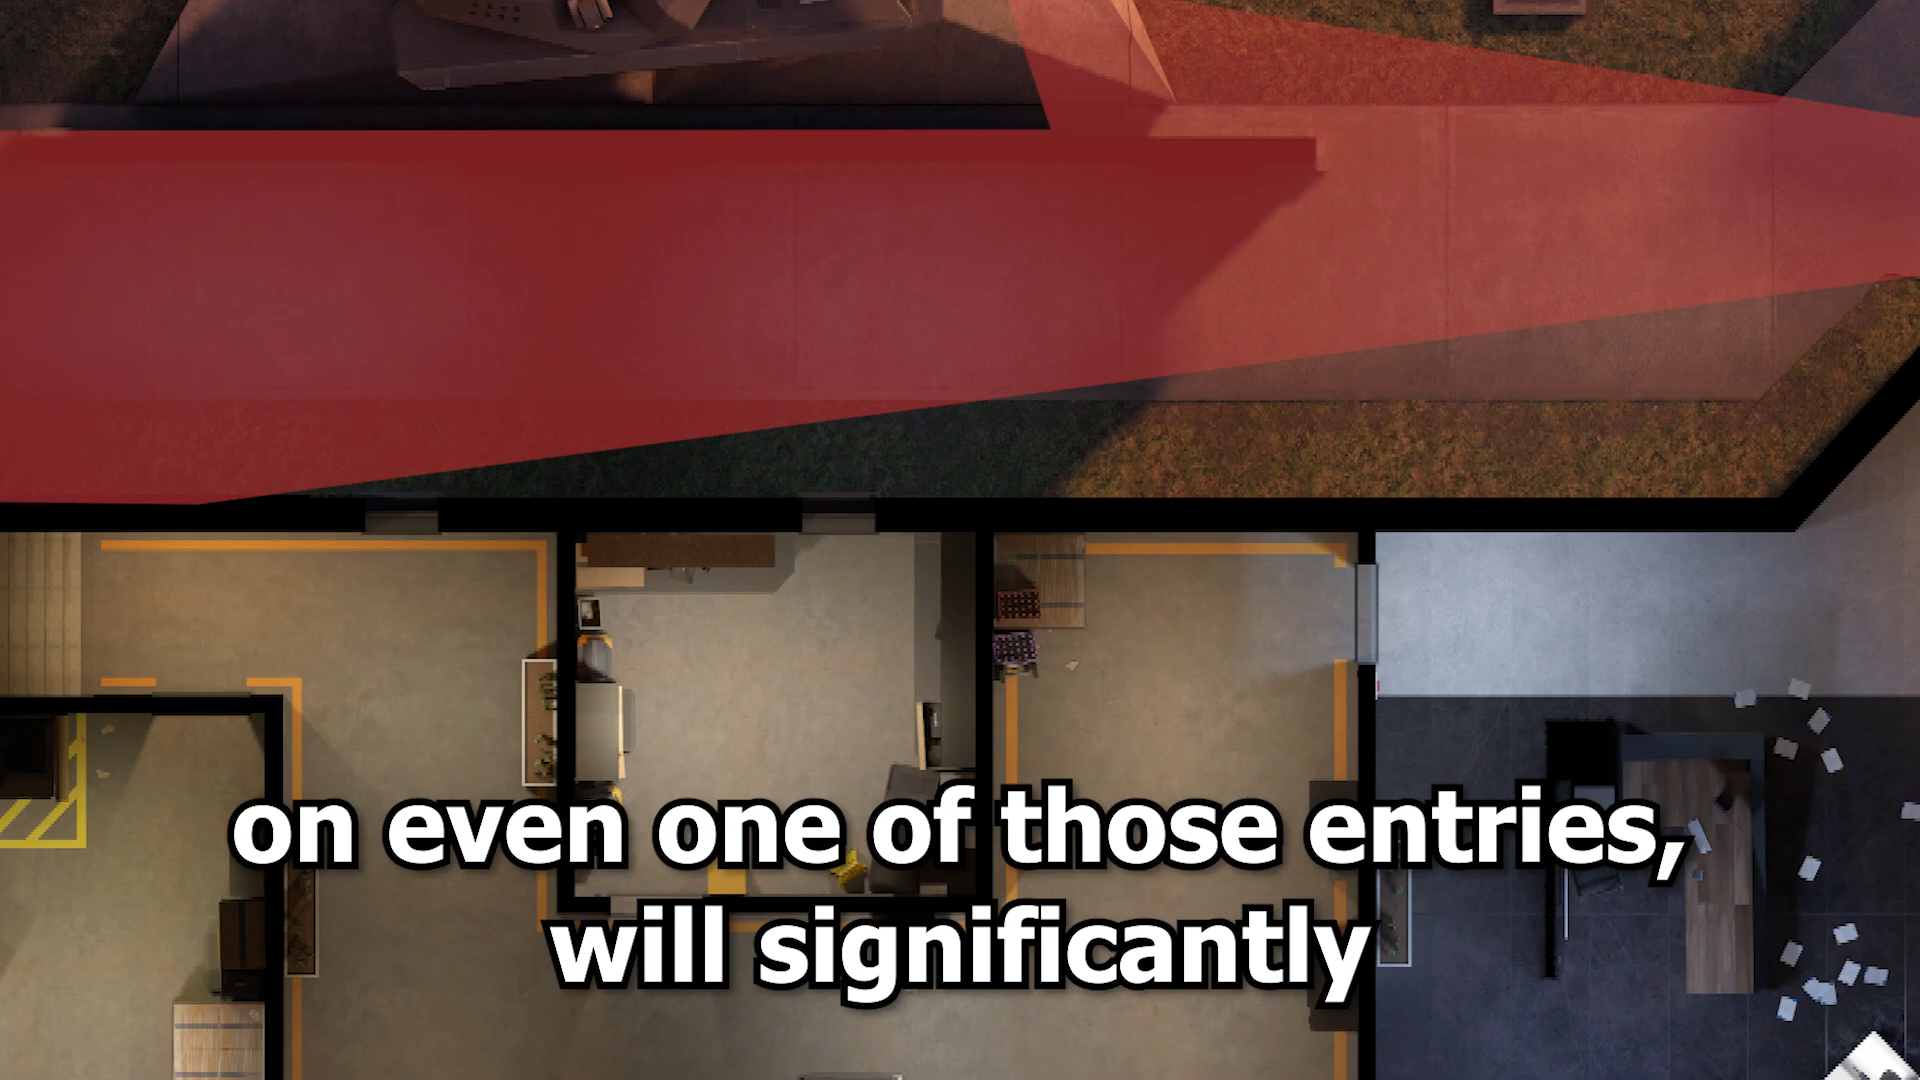 on even one of those entries,
will significantly